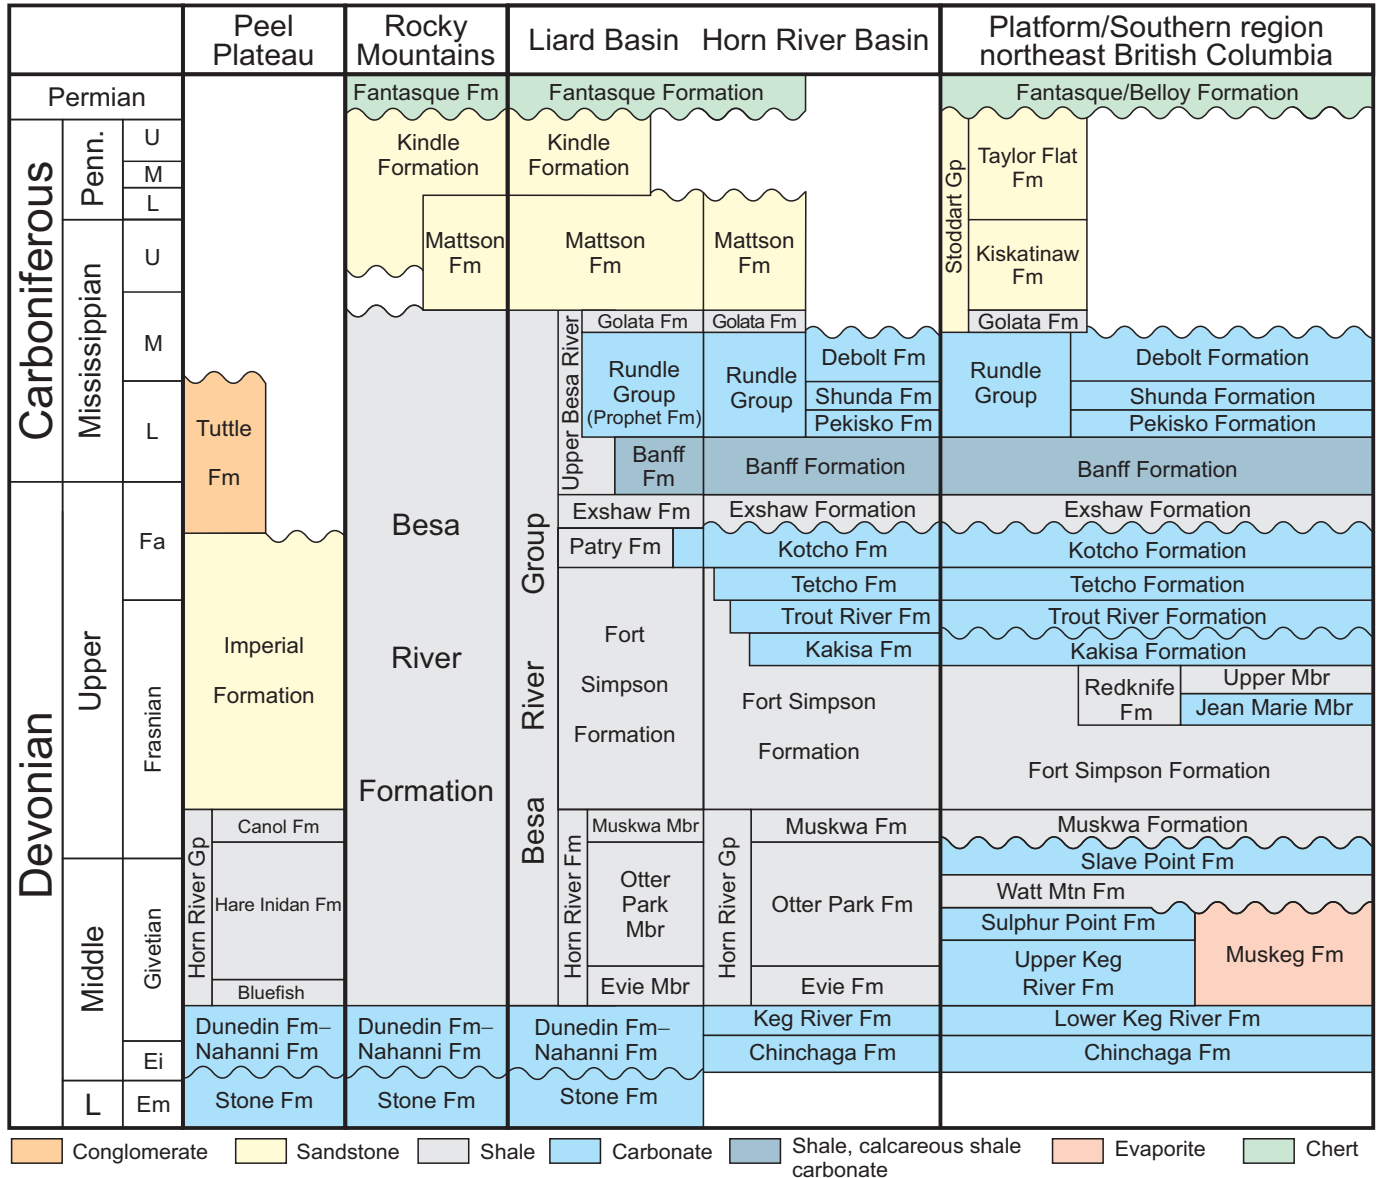 Peel
Plateau
Rocky
Mountains
Liard Basin
Horn River Basin
Platform/Southern region
northeast British Columbia
Permian
Carboniferous
Penn.
U
M
L
Mississippian
U
M
L
Devonian
Upper
Fa
Frasnian
Middle
Givetian
Ei
L
Em
Tuttle
Fm
Imperial
Formation
Horn River Gp
Canol Fm
Hare Inidan Fm
Bluefish
Dunedin Fm–
Nahanni Fm
Stone Fm
Fantasque Fm
Kindle
Formation
Mattson
Fm
Besa
River
Formation
Dunedin Fm–
Nahanni Fm
Stone Fm
Fantasque Formation
Kindle
Formation
Mattson
Fm
Besa River Group
Upper Besa River
Golata Fm
Rundle
Group
(Prophet Fm)
Banff
Fm
Exshaw Fm
Patry Fm
Fort
Simpson
Formation
Horn River Fm
Muskwa Mbr
Otter
Park
Mbr
Evie Mbr
Dunedin Fm–
Nahanni Fm
Stone Fm
Mattson
Fm
Golata Fm
Rundle
Group
Debolt Fm
Shunda Fm
Pekisko Fm
Banff Formation
Exshaw Formation
Kotcho Fm
Tetcho Fm
Trout River Fm
Kakisa Fm
Fort Simpson
Formation
Horn River Gp
Muskwa Fm
Otter Park Fm
Evie Fm
Keg River Fm
Chinchaga Fm
Fantasque/Belloy Formation
Stoddart Gp
Taylor Flat
Fm
Kiskatinaw
Fm
Golata Fm
Rundle
Group
Debolt Formation
Shunda Formation
Pekisko Formation
Banff Formation
Exshaw Formation
Kotcho Formation
Tetcho Formation
Trout River Formation
Kakisa Formation
Redknife
Fm
Upper Mbr
Jean Marie Mbr
Fort Simpson Formation
Muskwa Formation
Slave Point Fm
Watt Mtn Fm
Sulphur Point Fm
Upper Keg
River Fm
Muskeg Fm
Lower Keg River Fm
Chinchaga Fm
Conglomerate
Sandstone
Shale
Carbonate
Shale, calcareous shale
carbonate
Evaporite
Chert